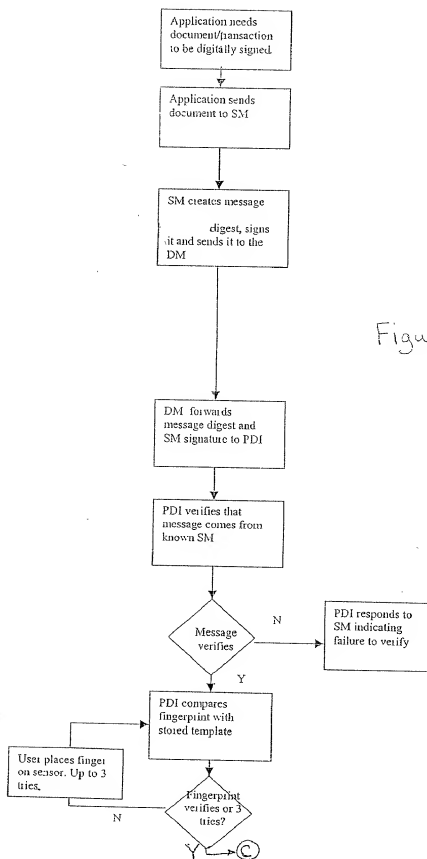 Application needs
document/transaction
to be digitally signed.
Application sends
document to SM
SM creates message
digest, signs
it and sends it to the
DM
Figu
DM forwards
message digest and
SM signature to PDI
PDI verifies that
message comes from
known SM
Message
verifies
N
PDI responds to
SM indicating
failure to verify
Y
PDI compares
fingerprint with
stored template
User places finger
on sensor. Up to 3
tries.
N
Fingerprint
verifies or 3
tries?
Y
C